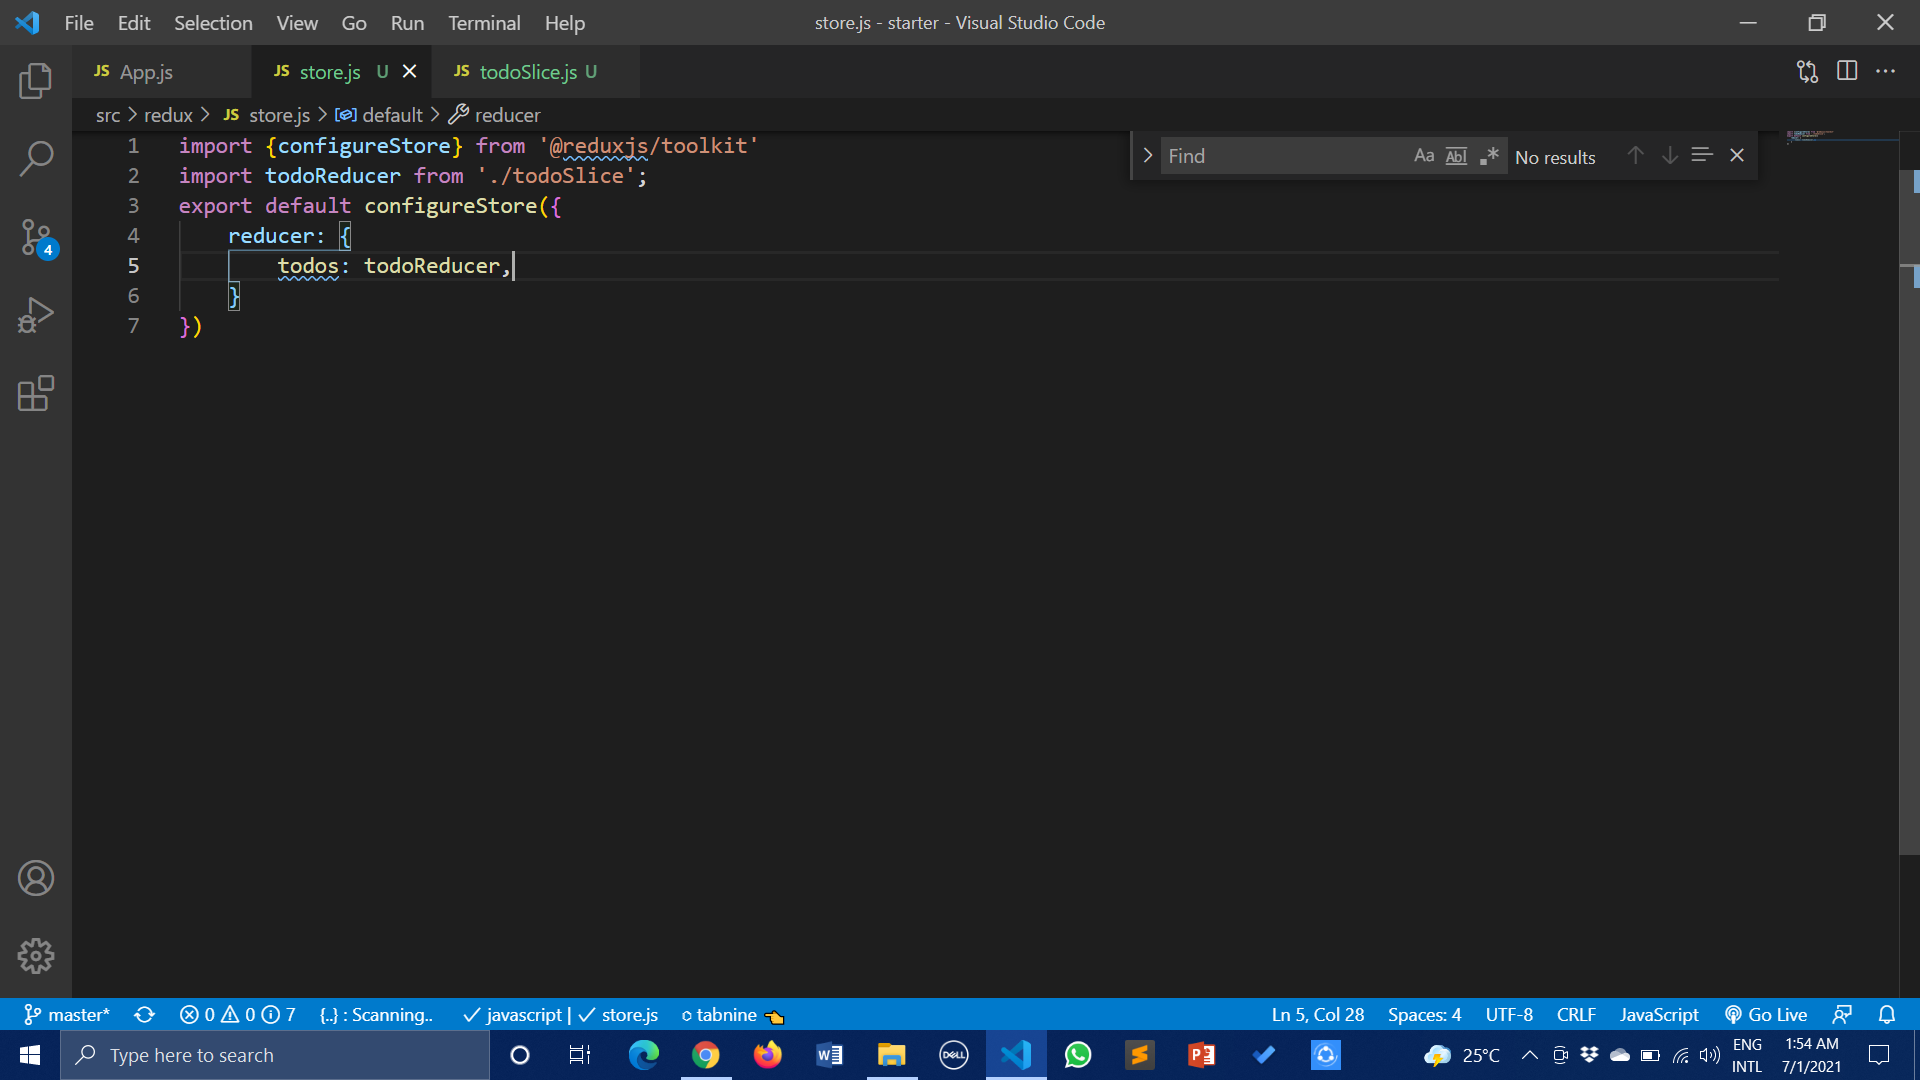 File Edit Selection View Go Run Terminal Help
store.js - starter - Visual Studio Code
JS App.js
JS store.js U
JS todoSlice.js U
src > redux > JS store.js > default > reducer
Find Aa Abl .* No results
1 import {configureStore} from '@reduxjs/toolkit'
2 import todoReducer from './todoSlice';
3 export default configureStore({
4 reducer: {
5 todos: todoReducer,
6 }
7 })
4
master* 0 0 7 {..} : Scanning.. javascript | store.js tabnine
Ln 5, Col 28 Spaces: 4 UTF-8 CRLF JavaScript Go Live
Type here to search
DELL
25°C
ENG
INTL
1:54 AM
7/1/2021